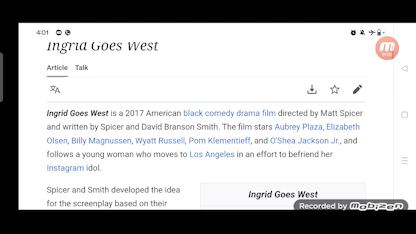 4:01
Ingrid Goes West
Article Talk
Ingrid Goes West is a 2017 American black comedy drama film directed by Matt Spicer
and written by Spicer and David Branson Smith. The film stars Aubrey Plaza, Elizabeth
Olsen, Billy Magnussen, Wyatt Russell, Pom Klementieff, and O'Shea Jackson Jr., and
follows a young woman who moves to Los Angeles in an effort to befriend her
Instagram idol.
Spicer and Smith developed the idea
for the screenplay based on their
Ingrid Goes West
Recorded by Mobizen